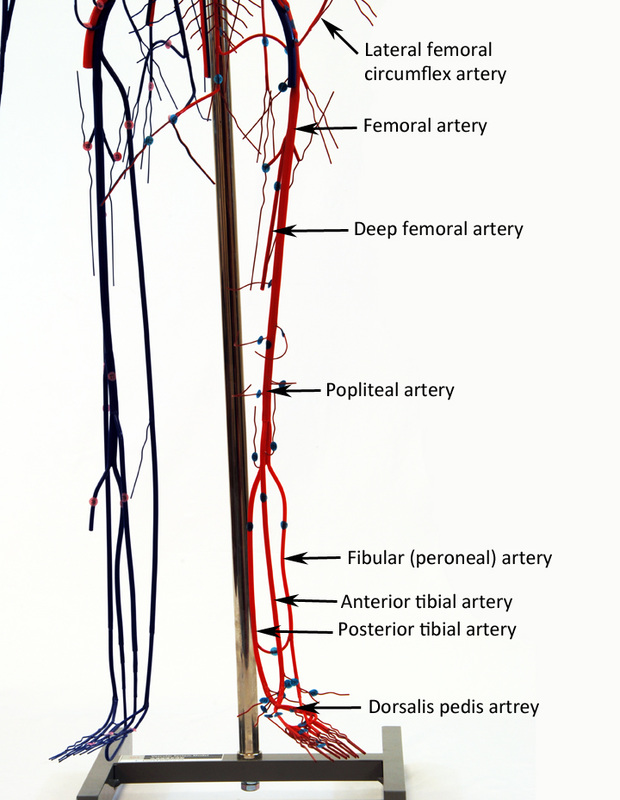 Lateral femoral
circumflex artery
Femoral artery
Deep femoral artery
Popliteal artery
Fibular (peroneal) artery
Anterior tibial artery
Posterior tibial artery
Dorsalis pedis artrey